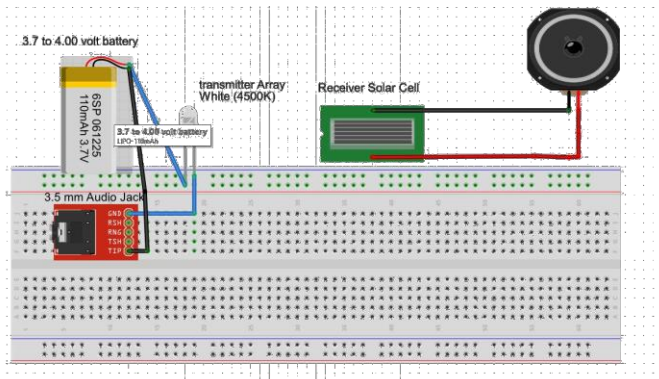 3.7 to 4.00 volt battery
6SP 061225
110mAh 3.7V
transmitter Array
White (4500K)
Receiver Solar Cell
3.7 to 4.00 volt battery
LIPO-110mAh
3.5 mm Audio Jack
GND
RSH
RNG
TSH
TIP